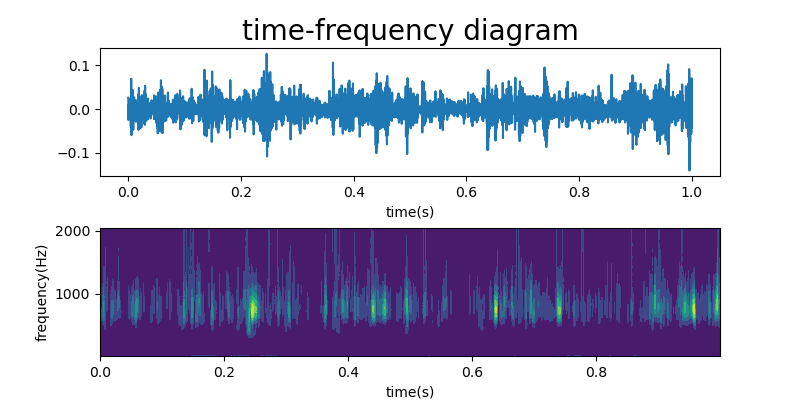 time-frequency diagram
0.1
0.0
−0.1
0.0 0.2 0.4 0.6 0.8 1.0
time(s)
2000
1000
frequency(Hz)
0.0 0.2 0.4 0.6 0.8
time(s)